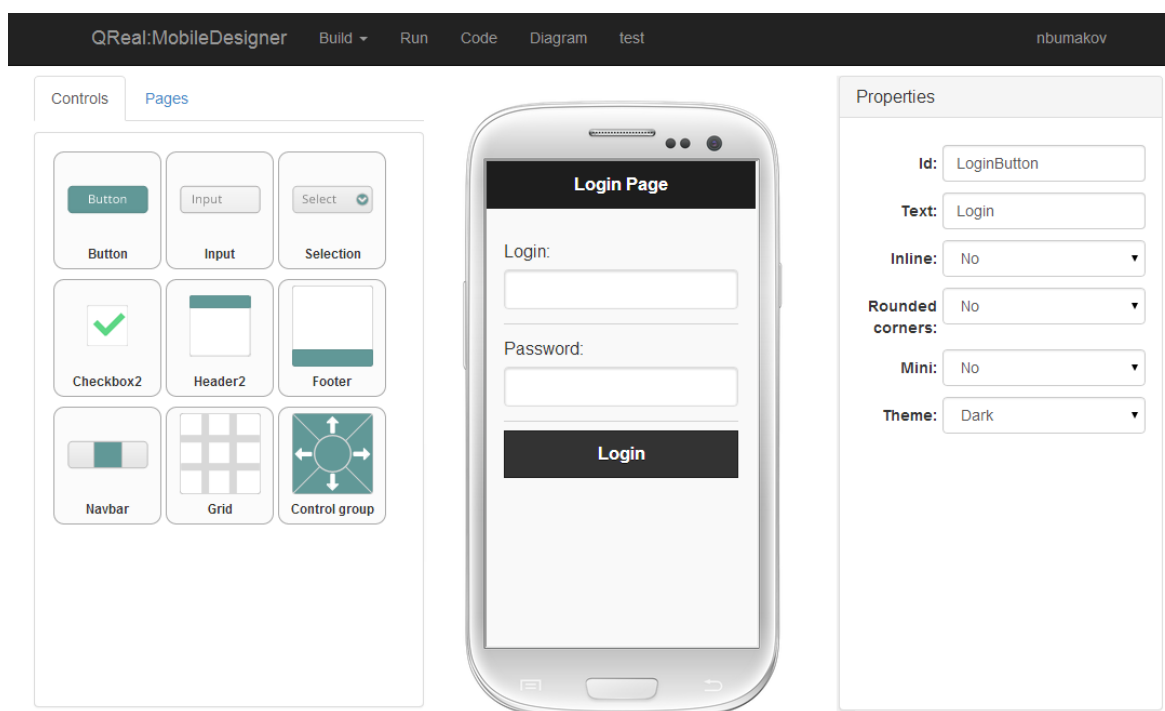 QReal:MobileDesigner Build Run Code Diagram test nbumakov
Controls Pages
Button Input Select
Button Input Selection
Checkbox2 Header2 Footer
Navbar Grid Control group
Login Page
Login:
Password:
Login
Properties
Id: LoginButton
Text: Login
Inline: No
Rounded corners: No
Mini: No
Theme: Dark